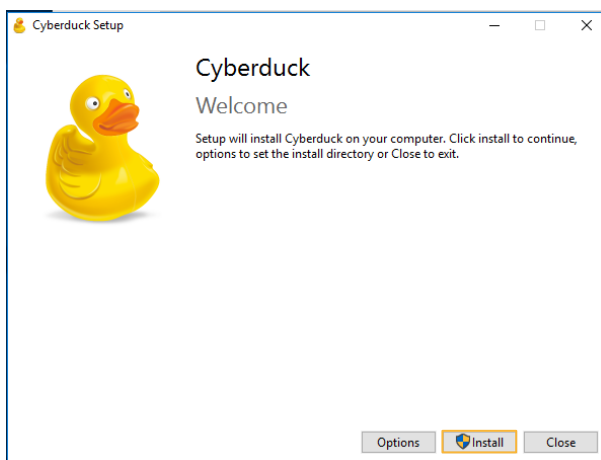 Cyberduck Setup
Cyberduck
Welcome
Setup will install Cyberduck on your computer. Click install to continue,
options to set the install directory or Close to exit.
Options Install Close